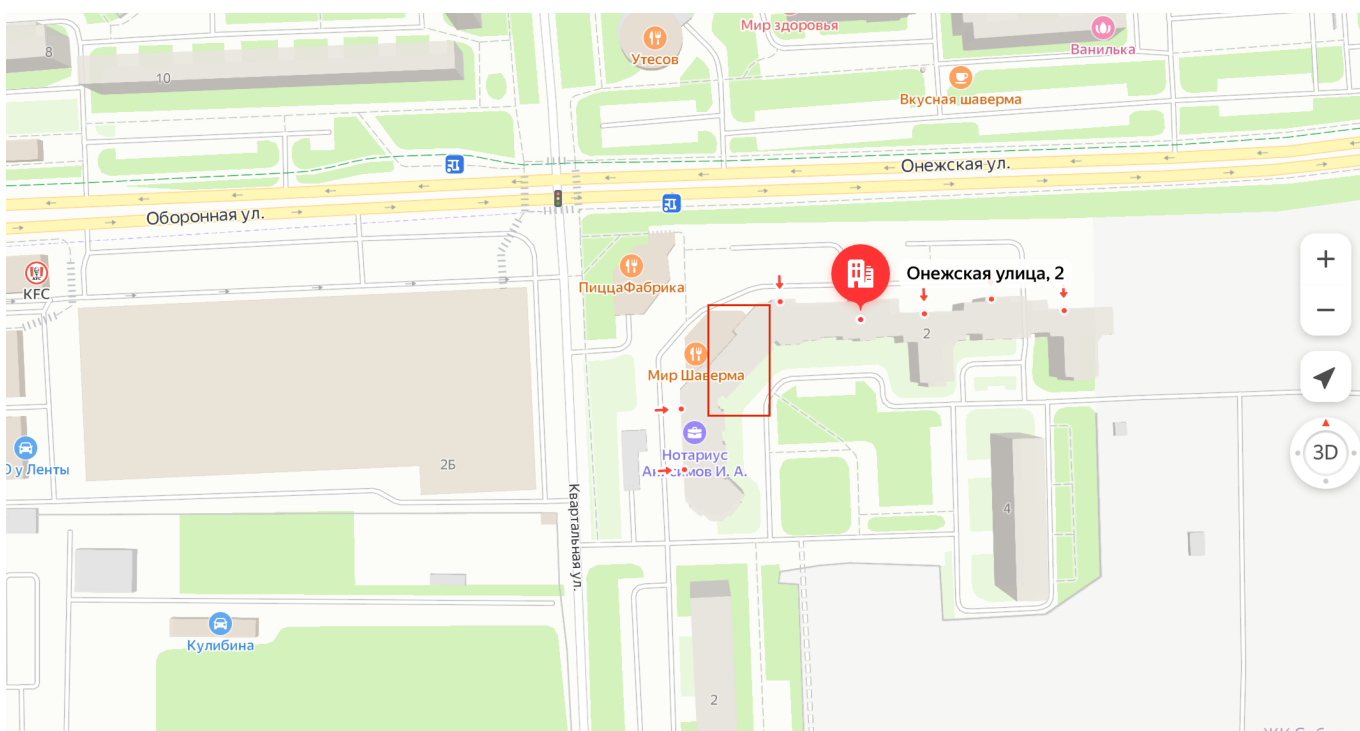 Мир здоровья
8
Утесов
Ванилька
10
Вкусная шаверма
Онежская ул.
Оборонная ул.
KFC
KFC
ПиццаФабрика
Онежская улица, 2
2
Мир Шаверма
Нотариус
2Б
у Ленты
И. А.
3D
Квартальная ул.
4
Кулибина
2